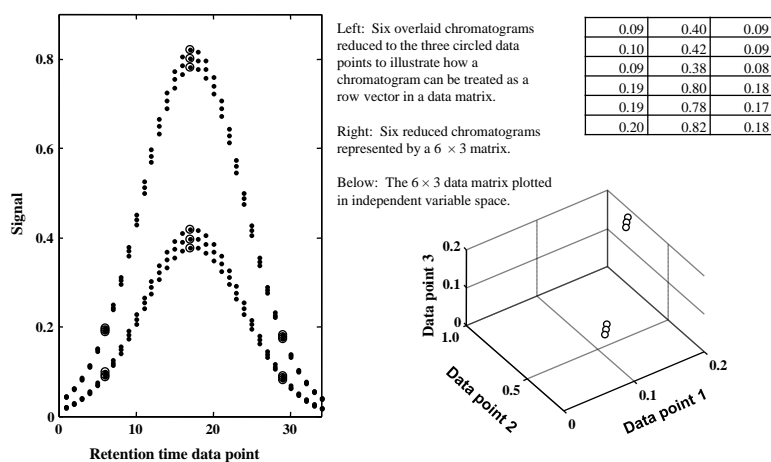 0.8
0.6
0.4
0.2
0
0
10
20
30
Signal
Retention time data point
Left: Six overlaid chromatograms
reduced to the three circled data
points to illustrate how a
chromatogram can be treated as a
row vector in a data matrix.
Right: Six reduced chromatograms
represented by a 6 × 3 matrix.
Below: The 6 × 3 data matrix plotted
in independent variable space.
0.09 0.40 0.09
0.10 0.42 0.09
0.09 0.38 0.08
0.19 0.80 0.18
0.19 0.78 0.17
0.20 0.82 0.18
0.2
0.1
0
1.0
0.5
0
0.1
0.2
Data point 3
Data point 2
Data point 1